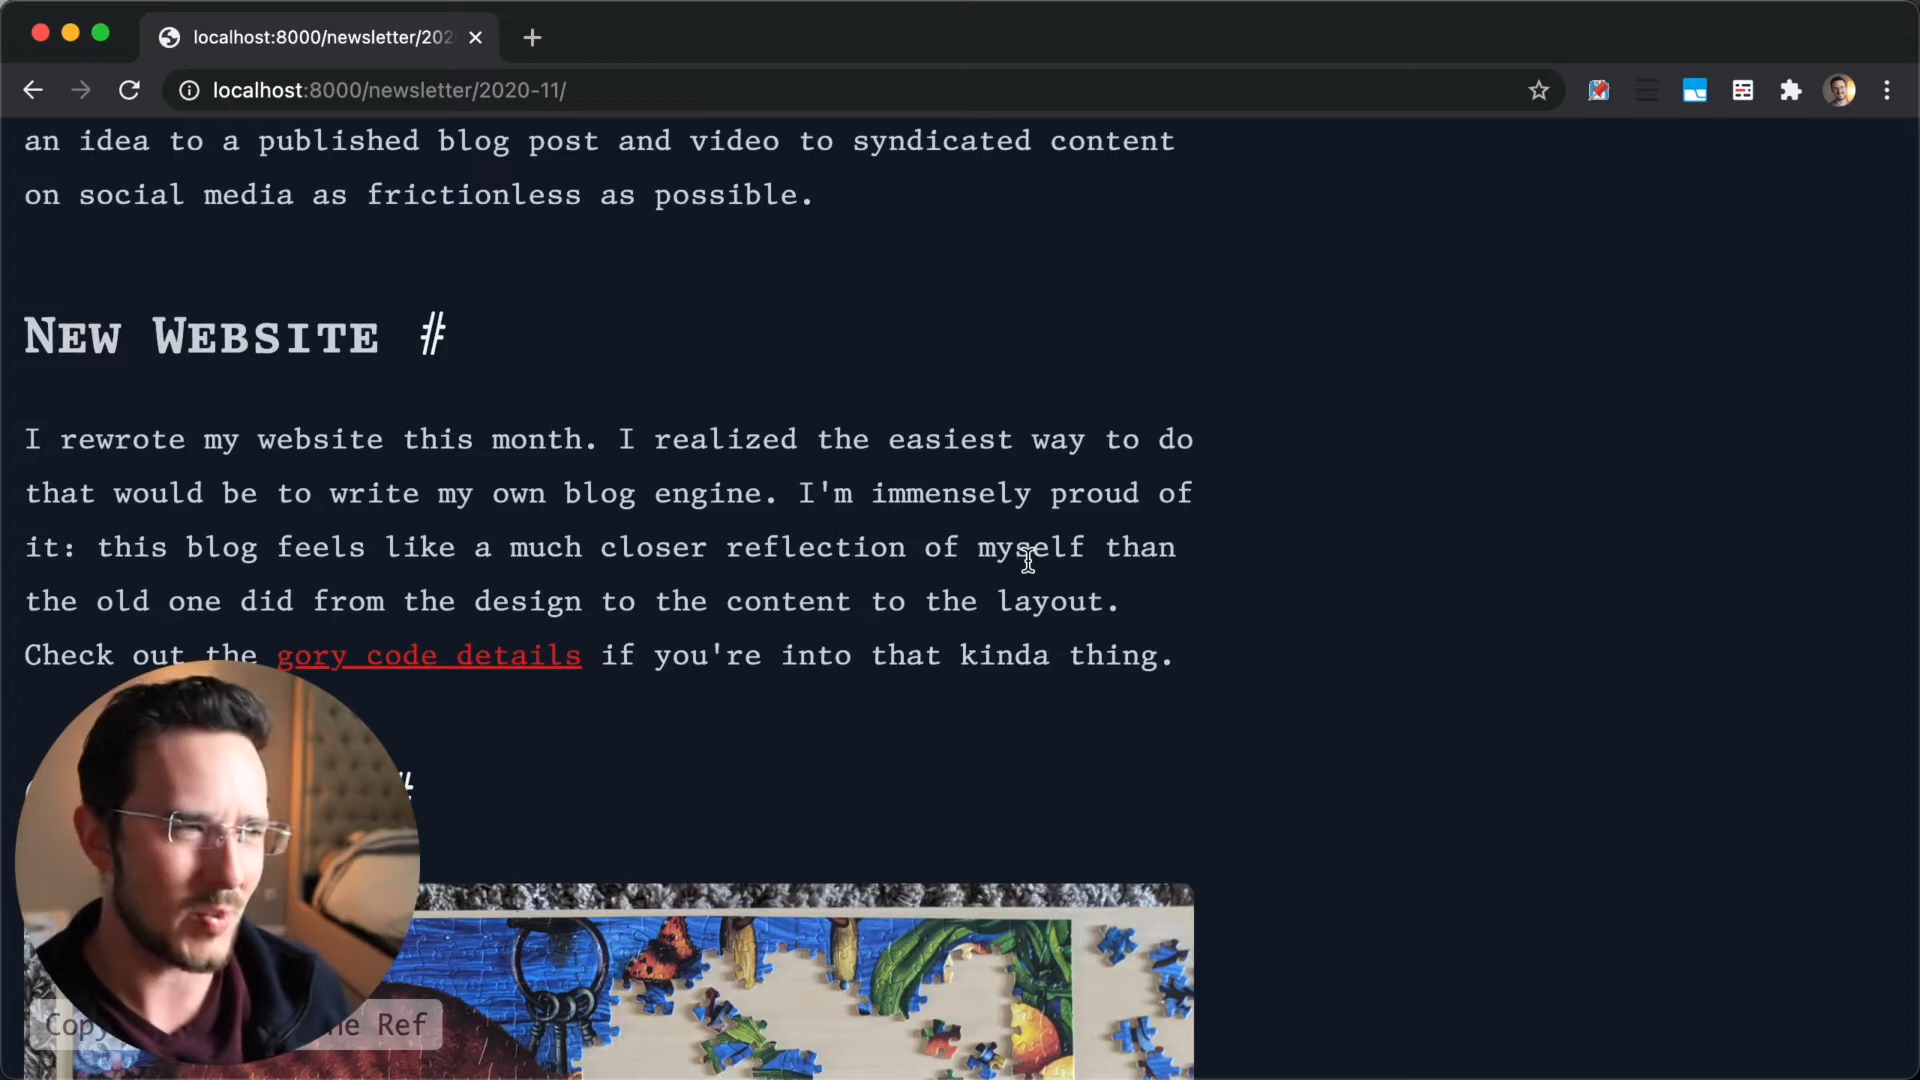 localhost:8000/newsletter/202
localhost:8000/newsletter/2020-11/
an idea to a published blog post and video to syndicated content
on social media as frictionless as possible.
New Website #
I rewrote my website this month. I realized the easiest way to do
that would be to write my own blog engine. I'm immensely proud of
it: this blog feels like a much closer reflection of myself than
the old one did from the design to the content to the layout.
Check out the gory code details if you're into that kinda thing.
#
Ref